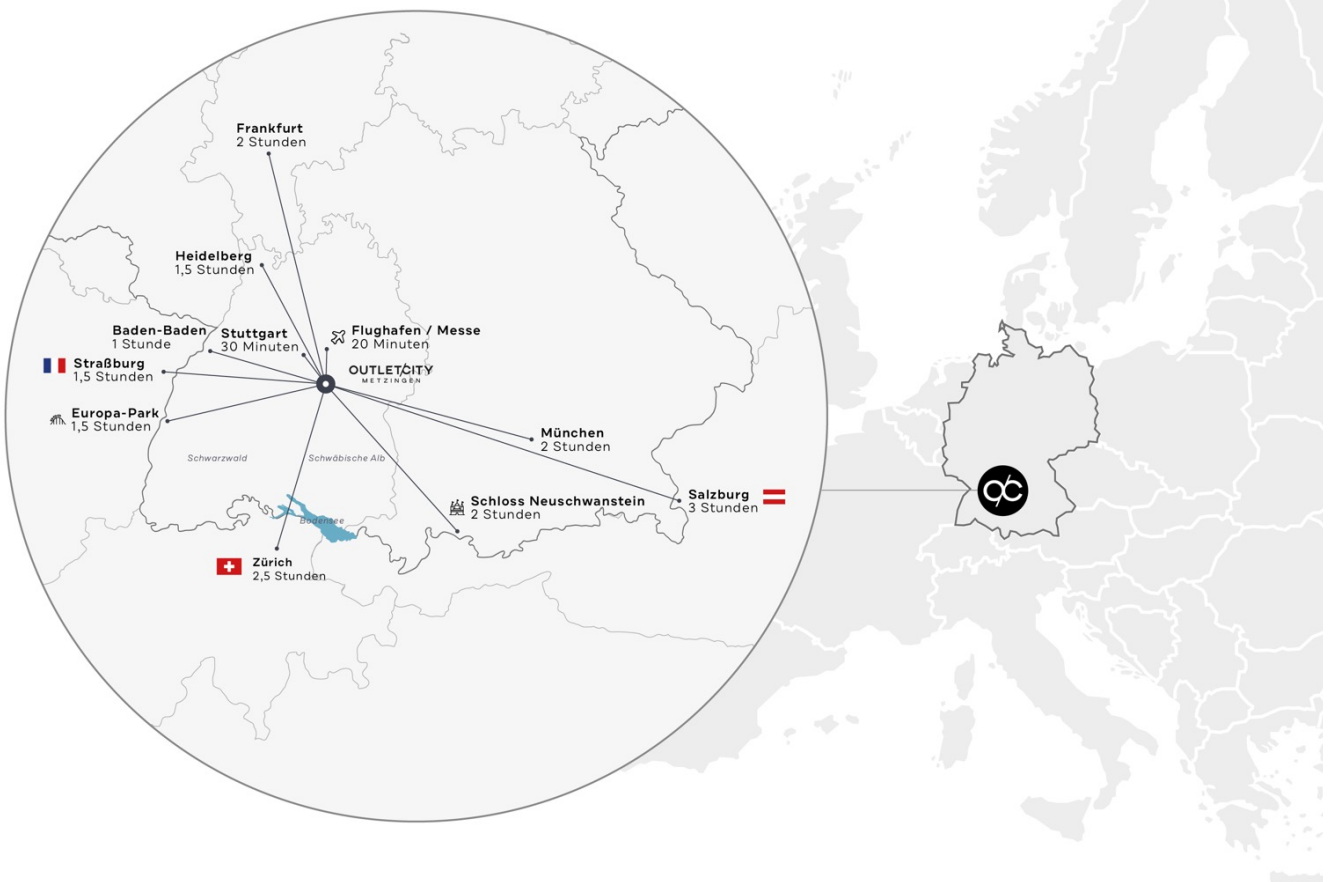 Frankfurt
2 Stunden
Heidelberg
1,5 Stunden
Baden-Baden
1 Stunde
Stuttgart
30 Minuten
Flughafen / Messe
20 Minuten
Straßburg
1,5 Stunden
OUTLETCITY
METZINGEN
Europa-Park
1,5 Stunden
München
2 Stunden
Schwarzwald
Schwäbische Alb
Schloss Neuschwanstein
2 Stunden
Salzburg
3 Stunden
Bodensee
Zürich
2,5 Stunden